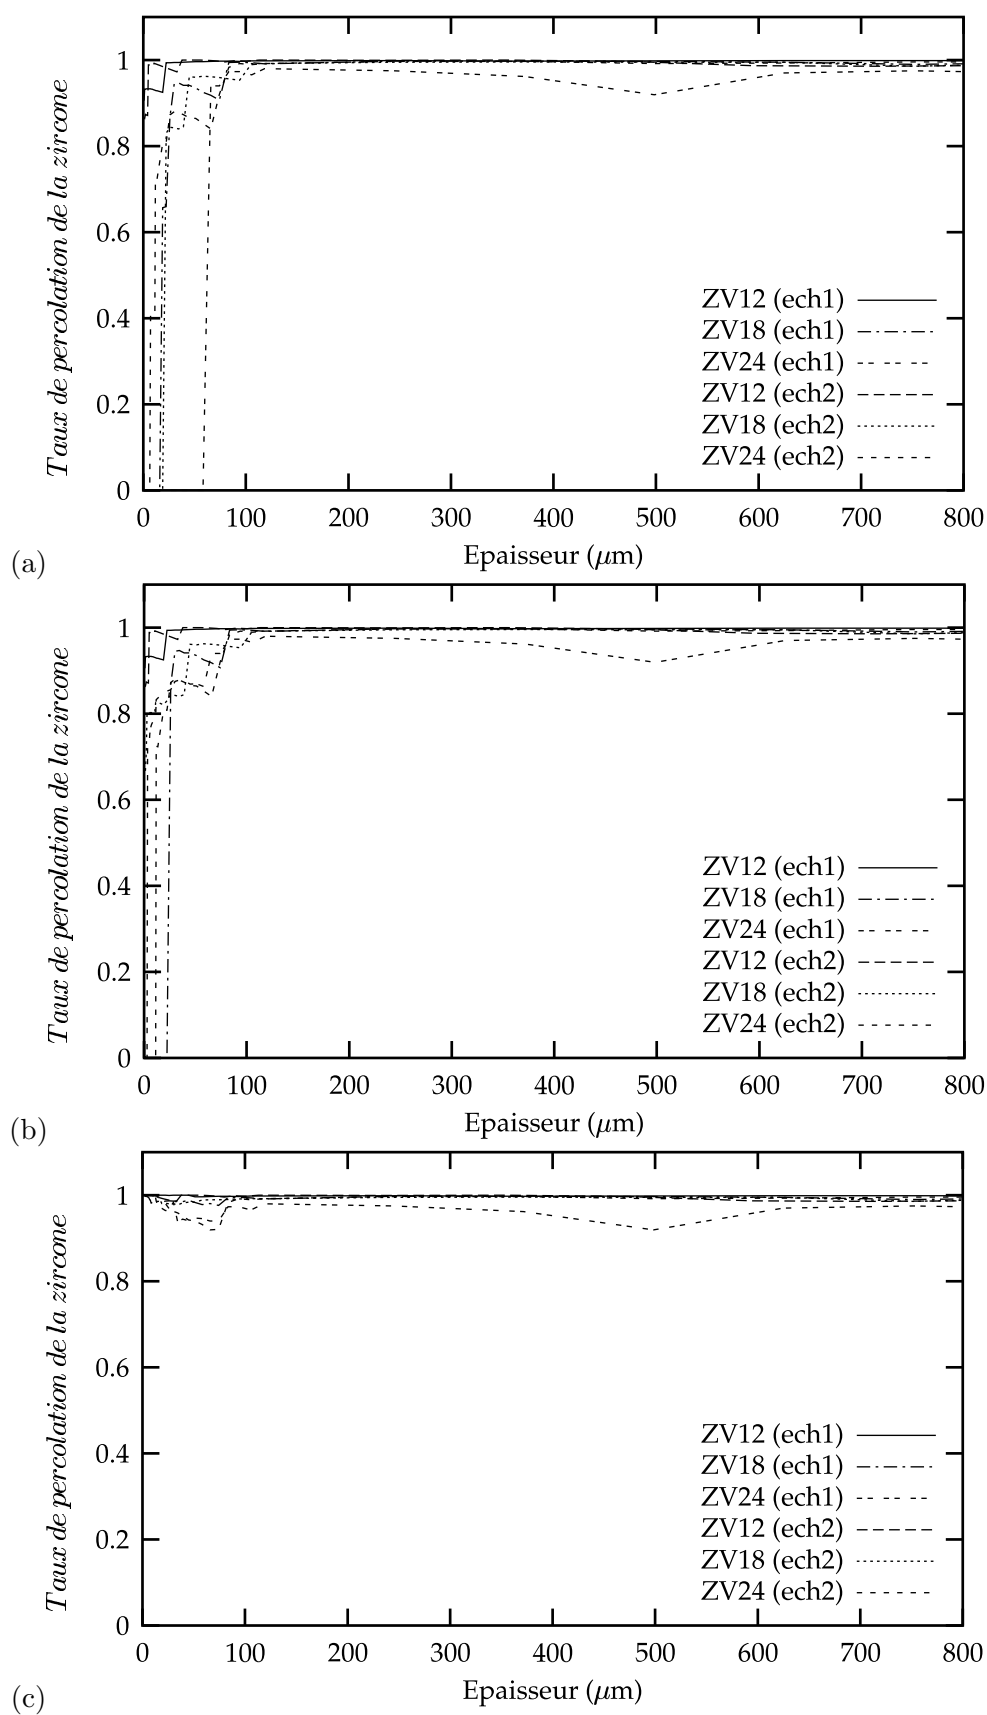 Taux de percolation de la zircone
1
0.8
0.6
0.4
0.2
0
ZV12 (ech1)
ZV18 (ech1)
ZV24 (ech1)
ZV12 (ech2)
ZV18 (ech2)
ZV24 (ech2)
0 100 200 300 400 500 600 700 800
Epaisseur (μm)
(a)
Taux de percolation de la zircone
1
0.8
0.6
0.4
0.2
0
ZV12 (ech1)
ZV18 (ech1)
ZV24 (ech1)
ZV12 (ech2)
ZV18 (ech2)
ZV24 (ech2)
0 100 200 300 400 500 600 700 800
Epaisseur (μm)
(b)
Taux de percolation de la zircone
1
0.8
0.6
0.4
0.2
0
ZV12 (ech1)
ZV18 (ech1)
ZV24 (ech1)
ZV12 (ech2)
ZV18 (ech2)
ZV24 (ech2)
0 100 200 300 400 500 600 700 800
Epaisseur (μm)
(c)